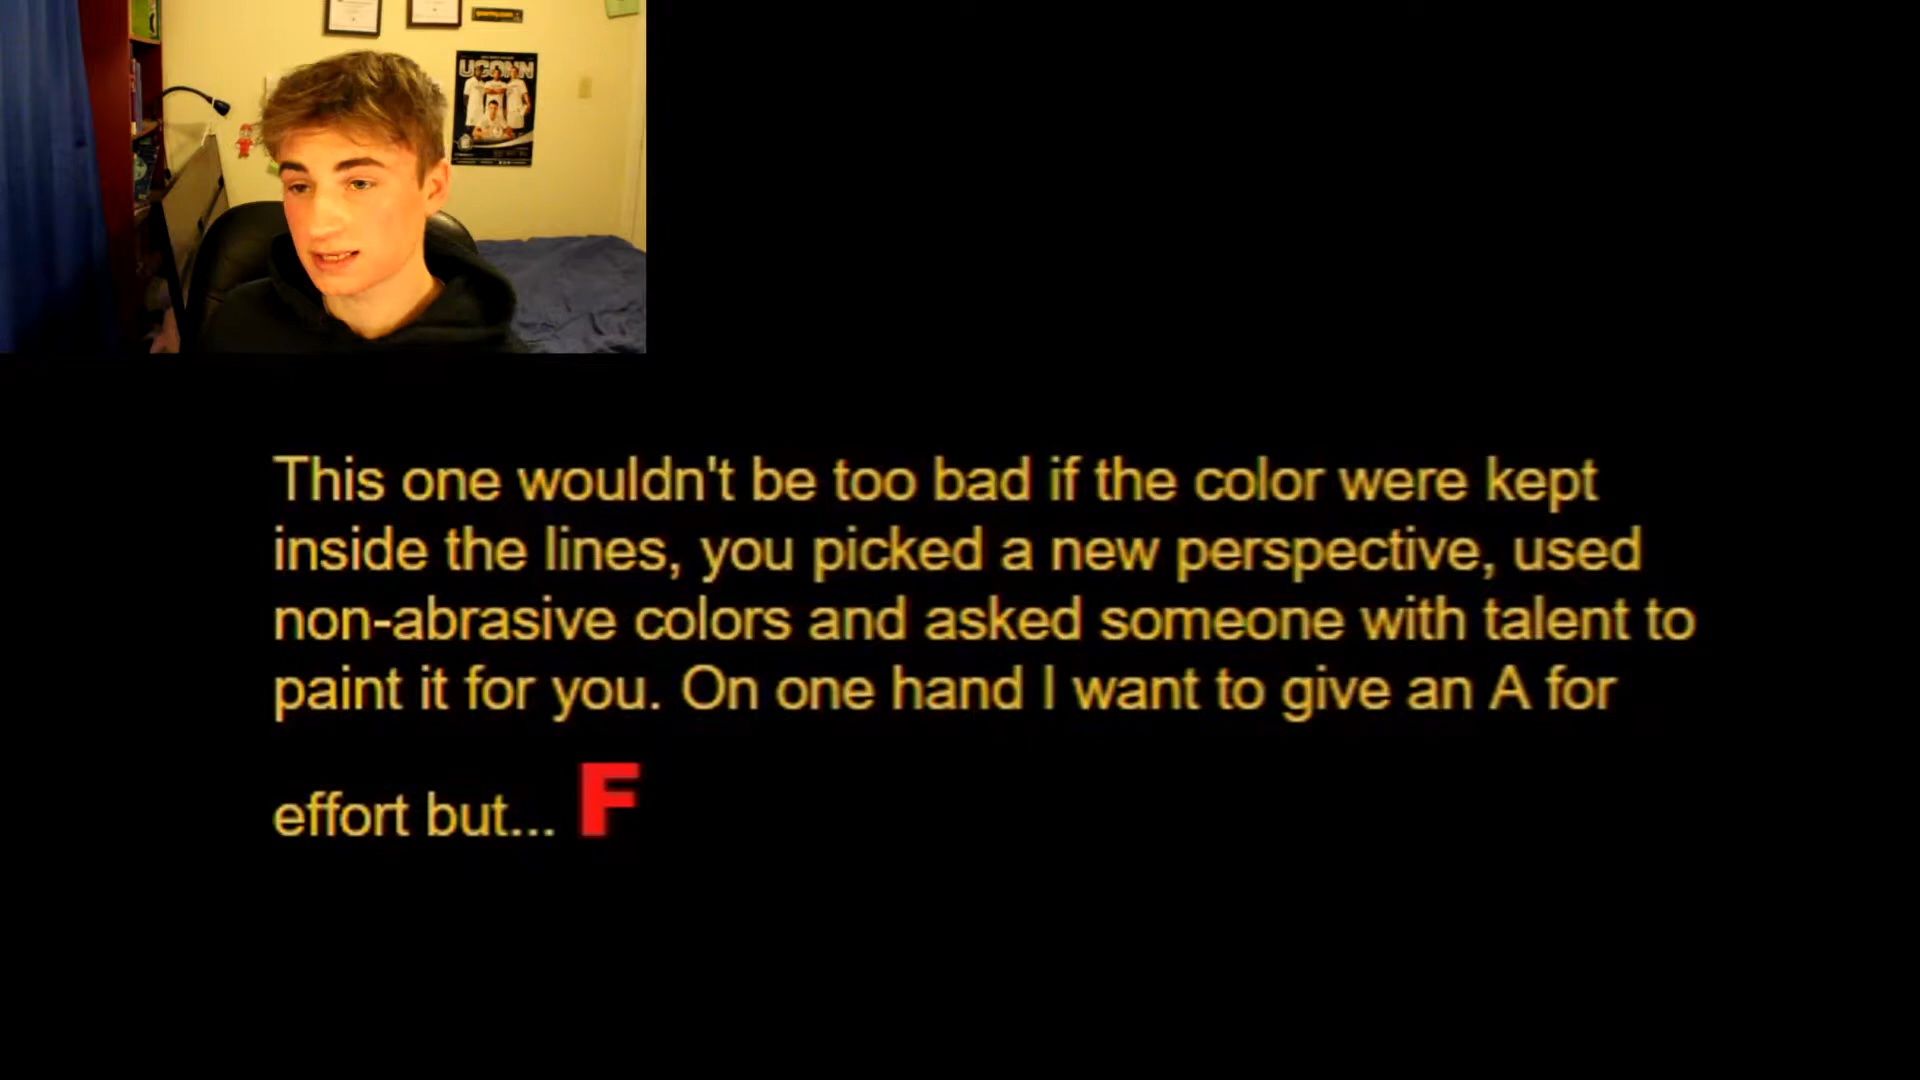 UCONN
This one wouldn't be too bad if the color were kept
inside the lines, you picked a new perspective, used
non-abrasive colors and asked someone with talent to
paint it for you. On one hand I want to give an A for
effort but... F